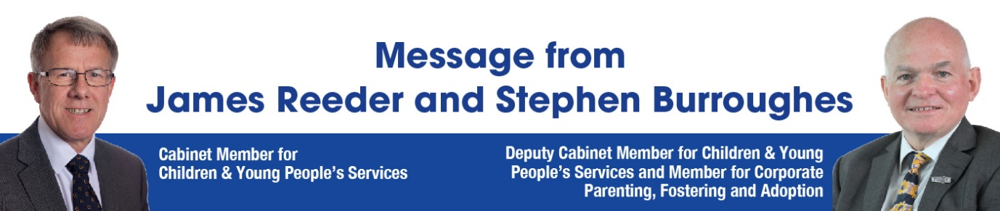 Message from
James Reeder and Stephen Burroughes
Cabinet Member for
Children & Young People's Services
Deputy Cabinet Member for Children & Young
People's Services and Member for Corporate
Parenting, Fostering and Adoption